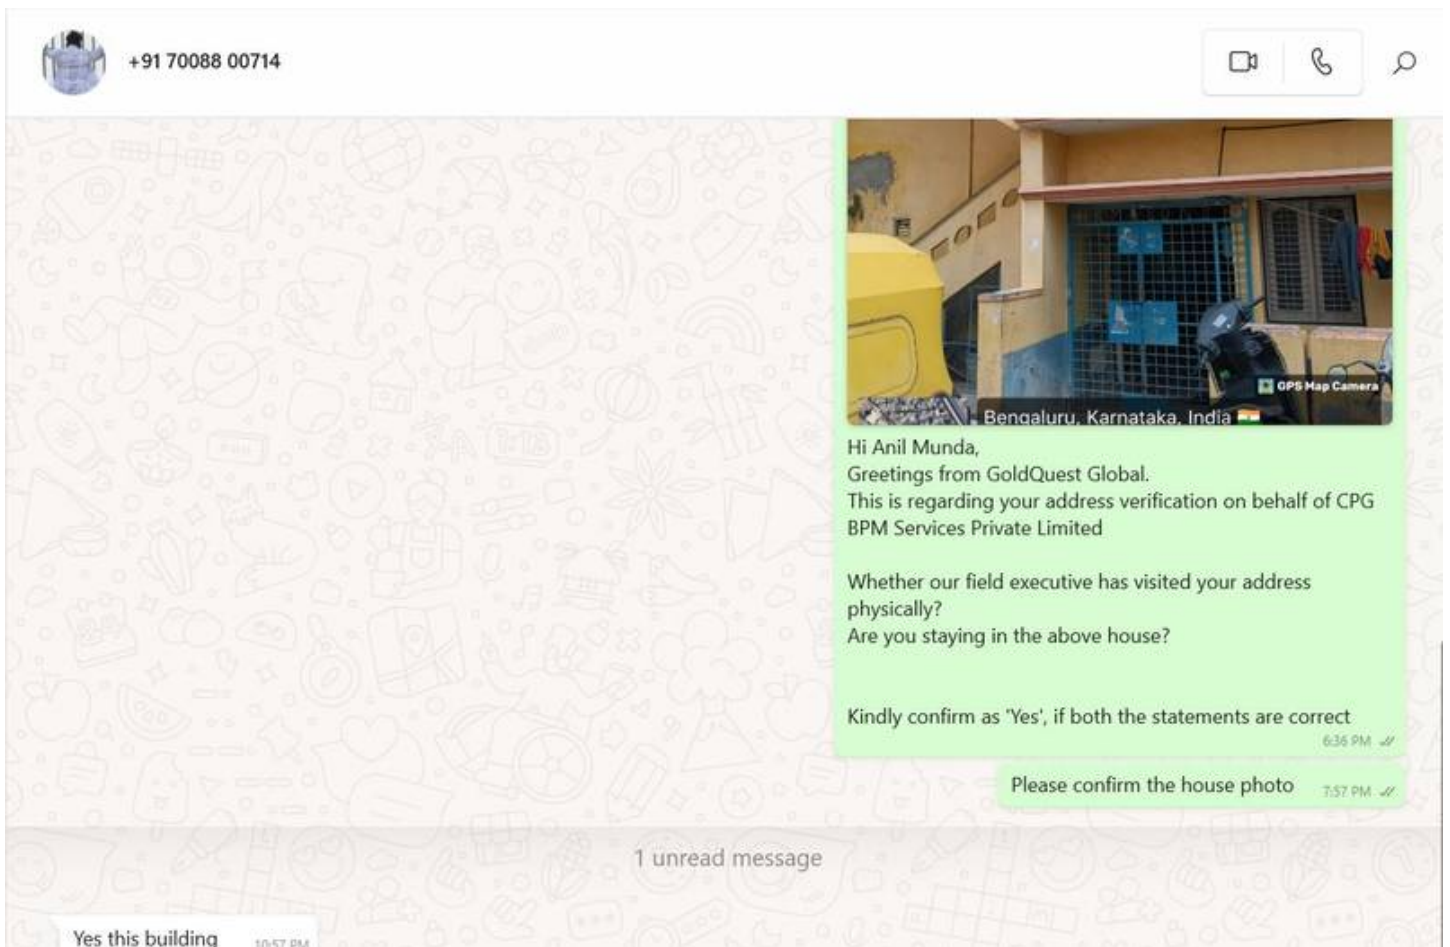 +91 70088 00714
GPS Map Camera
Bengaluru, Karnataka, India
Hi Anil Munda,
Greetings from GoldQuest Global.
This is regarding your address verification on behalf of CPG
BPM Services Private Limited
Whether our field executive has visited your address
physically?
Are you staying in the above house?
Kindly confirm as 'Yes', if both the statements are correct
6:36 PM
Please confirm the house photo 7:57 PM
1 unread message
Yes this building 10:57 PM